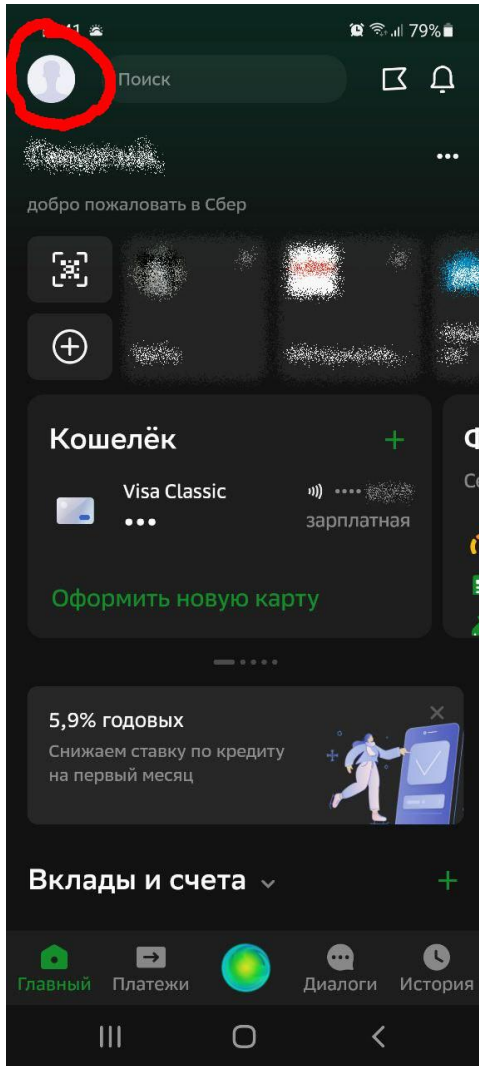 79%
Поиск
добро пожаловать в Сбер
Кошелёк
Visa Classic
зарплатная
Оформить новую карту
5,9% годовых
Снижаем ставку по кредиту
на первый месяц
Вклады и счета
Главный Платежи Диалоги История